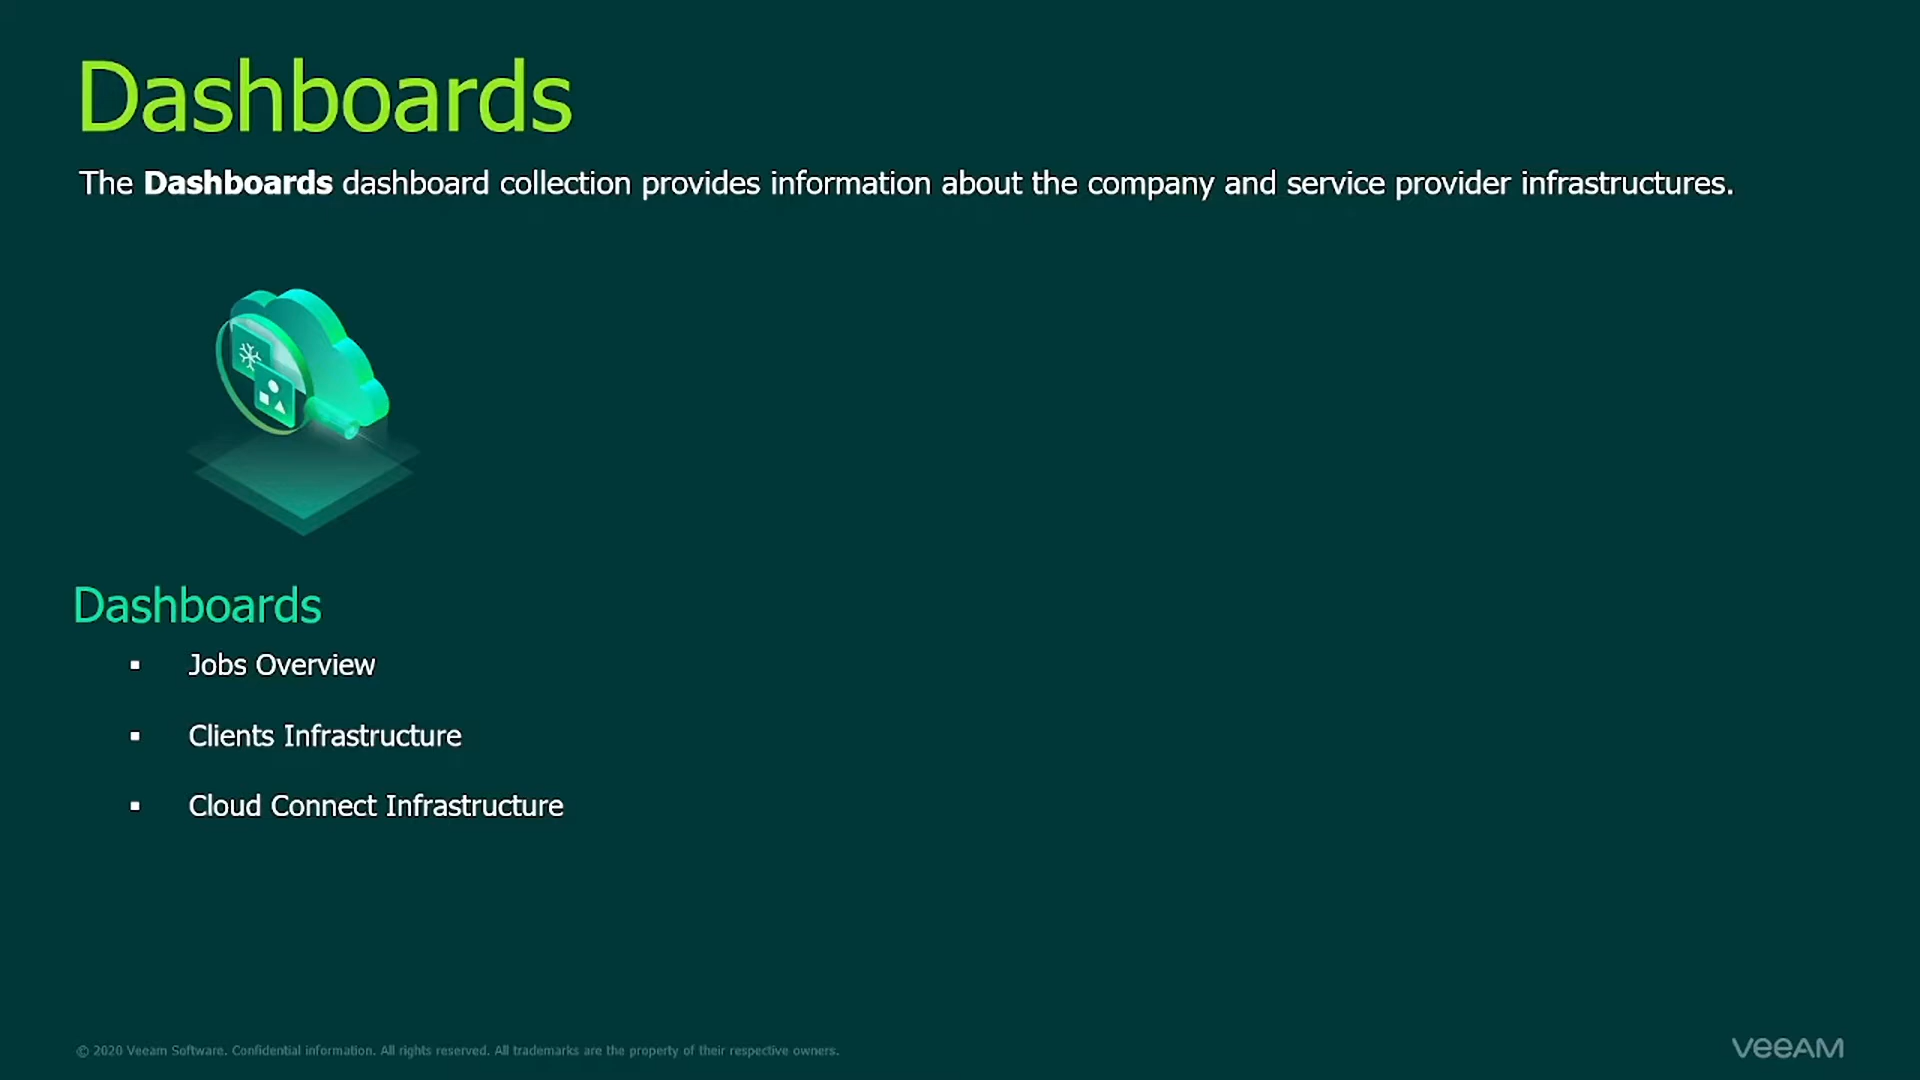 Dashboards
The Dashboards dashboard collection provides information about the company and service provider infrastructures.
Dashboards
▪ Jobs Overview
▪ Clients Infrastructure
▪ Cloud Connect Infrastructure
© 2020 Veeam Software. Confidential information. All rights reserved. All trademarks are the property of their respective owners.
VEEAM